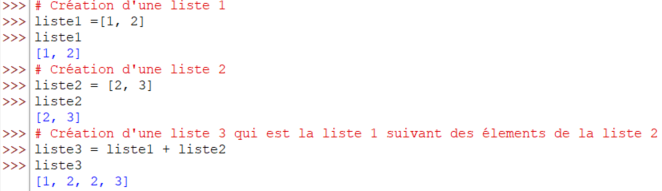 >>> # Création d'une liste 1
>>> liste1 =[1, 2]
>>> liste1
[1, 2]
>>> # Création d'une liste 2
>>> liste2 = [2, 3]
>>> liste2
[2, 3]
>>> # Création d'une liste 3 qui est la liste 1 suivant des élements de la liste 2
>>> liste3 = liste1 + liste2
>>> liste3
[1, 2, 2, 3]